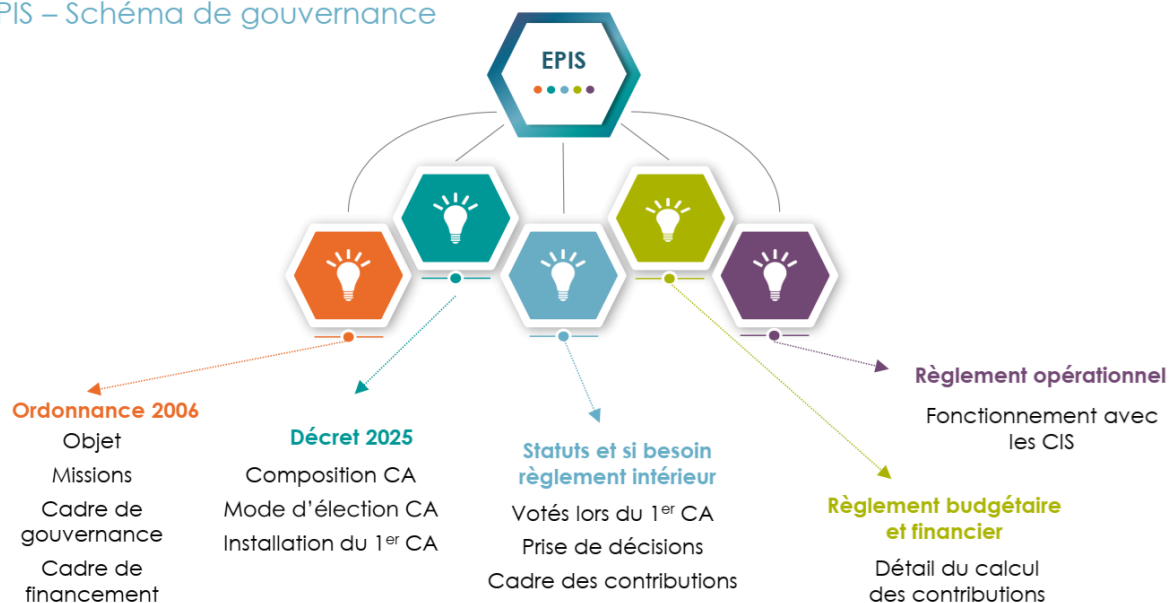 PIS – Schéma de gouvernance
EPIS
Ordonnance 2006
Objet
Missions
Cadre de
gouvernance
Cadre de
financement
Décret 2025
Composition CA
Mode d’élection CA
Installation du 1er CA
Statuts et si besoin
règlement intérieur
Votés lors du 1er CA
Prise de décisions
Cadre des contributions
Règlement budgétaire
et financier
Détail du calcul
des contributions
Règlement opérationnel
Fonctionnement avec
les CIS